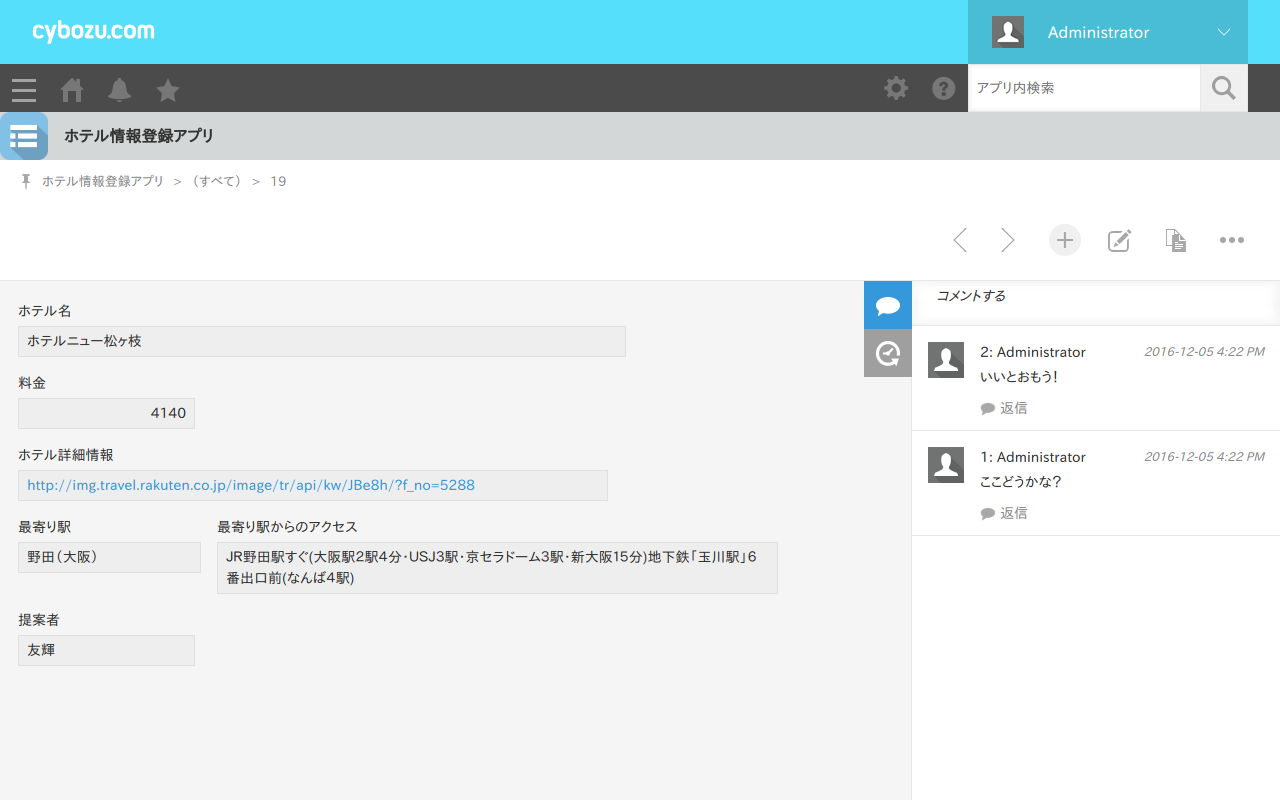 cybozu.com
Administrator
アプリ内検索
ホテル情報登録アプリ
ホテル情報登録アプリ > （すべて） > 19
ホテル名
ホテルニュー松ヶ枝
料金
4140
ホテル詳細情報
http://img.travel.rakuten.co.jp/image/tr/api/kw/JBe8h/?f_no=5288
最寄り駅
野田（大阪）
最寄り駅からのアクセス
JR野田駅すぐ(大阪駅2駅4分･USJ3駅･京セラドーム3駅･新大阪15分)地下鉄｢玉川駅｣６
番出口前(なんば4駅)
提案者
友輝
コメントする
2: Administrator 2016-12-05 4:22 PM
いいとおもう！
返信
1: Administrator 2016-12-05 4:22 PM
ここどうかな？
返信